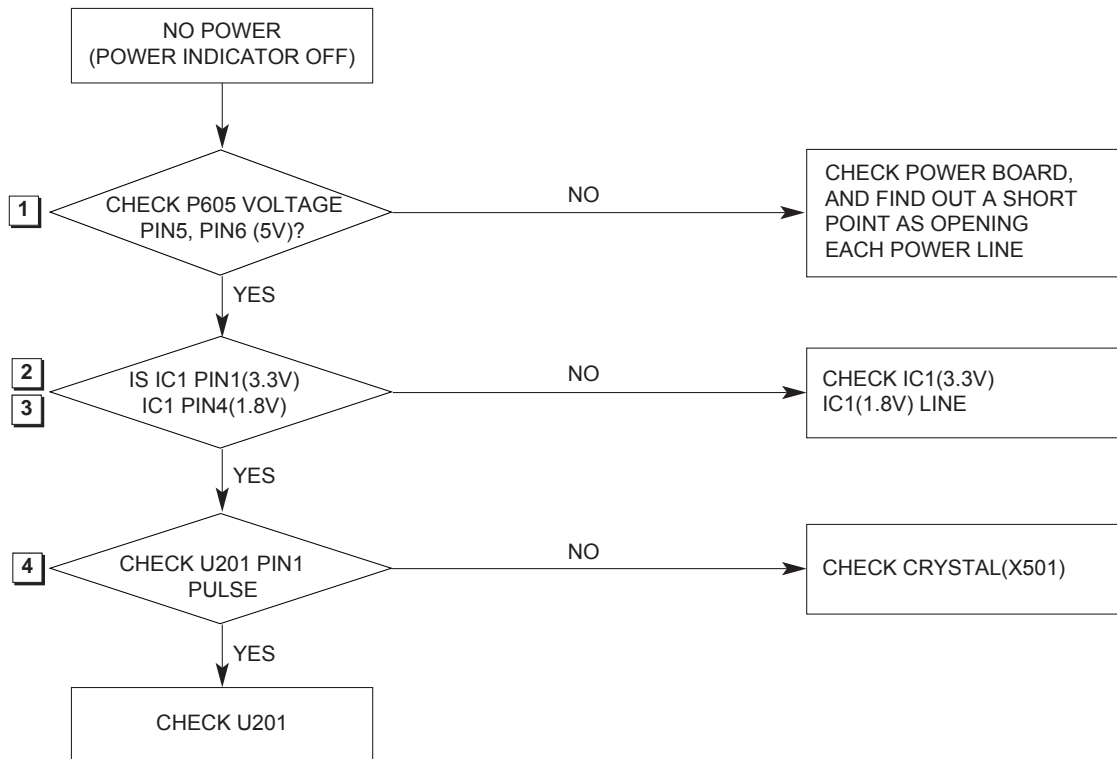 NO POWER
(POWER INDICATOR OFF)
1
CHECK P605 VOLTAGE
PIN5, PIN6 (5V)?
NO
CHECK POWER BOARD,
AND FIND OUT A SHORT
POINT AS OPENING
EACH POWER LINE
YES
2
3
IS IC1 PIN1(3.3V)
IC1 PIN4(1.8V)
NO
CHECK IC1(3.3V)
IC1(1.8V) LINE
YES
4
CHECK U201 PIN1
PULSE
NO
CHECK CRYSTAL(X501)
YES
CHECK U201